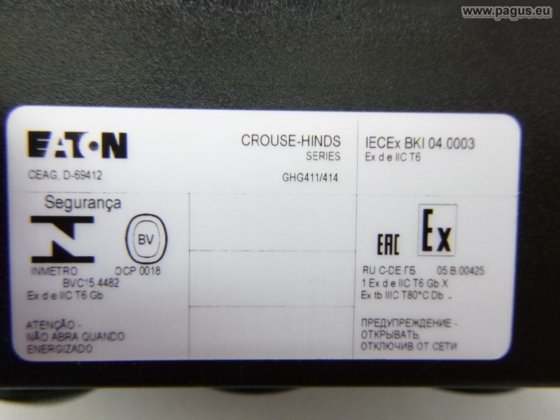 www.pagus.eu
EATON
CEAG, D-69412
CROUSE-HINDS
SERIES
GHG411/414
IECEx BKI 04.0003
Ex d e IIC T6
Segurança
BV
INMETRO OCP 0018
BVC15.4482
Ex d e IIC T6 Gb
ATENÇÃO -
NÃO ABRA QUANDO
ENERGIZADO
EAC Ex
RU C-DE.ГБ05.B.00425
1 Ex d e IIC T6 Gb X
Ex tb IIIC T80°C Db
ПРЕДУПРЕЖДЕНИЕ -
ОТКРЫВАТЬ,
ОТКЛЮЧИВ ОТ СЕТИ